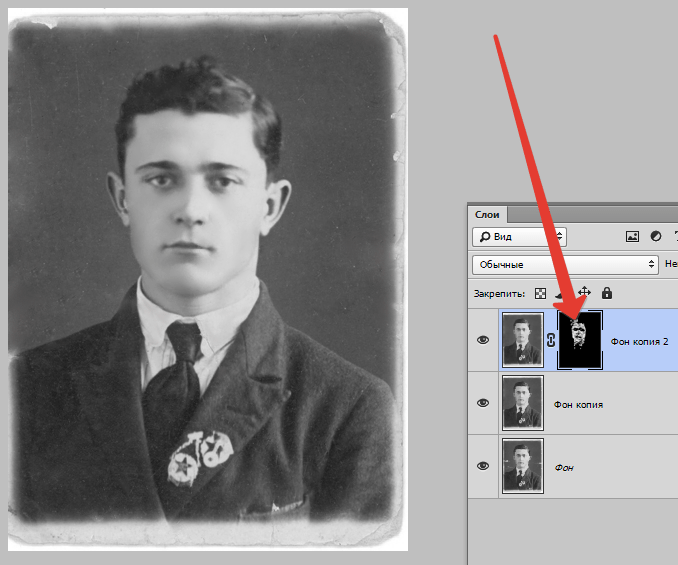 Слои
Вид
Обычные
Не
Закрепить:
Фон копия 2
Фон копия
Фон